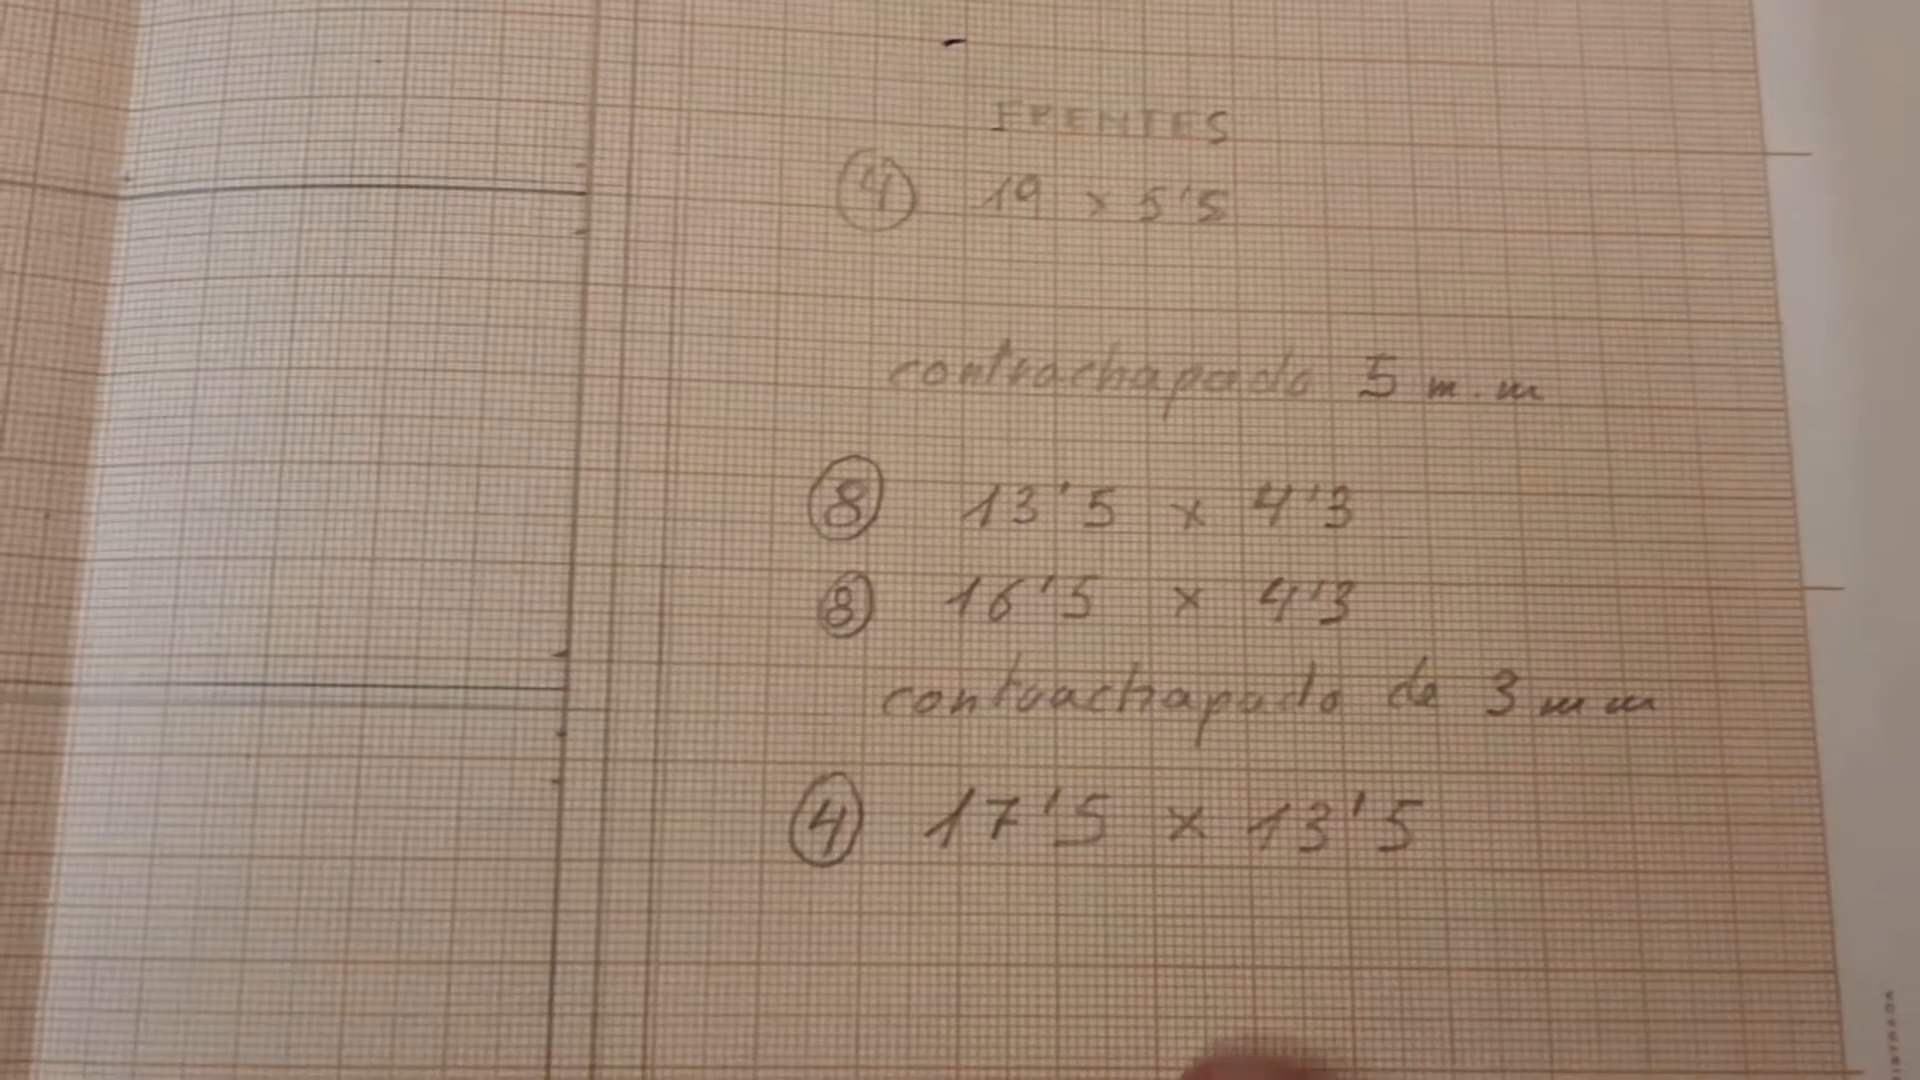 FRENTES
4 19 x 5'5
contrachapado 5 m.m
8 13'5 x 4'3
8 16'5 x 4'3
contrachapado de 3 mm
4 17'5 x 13'5